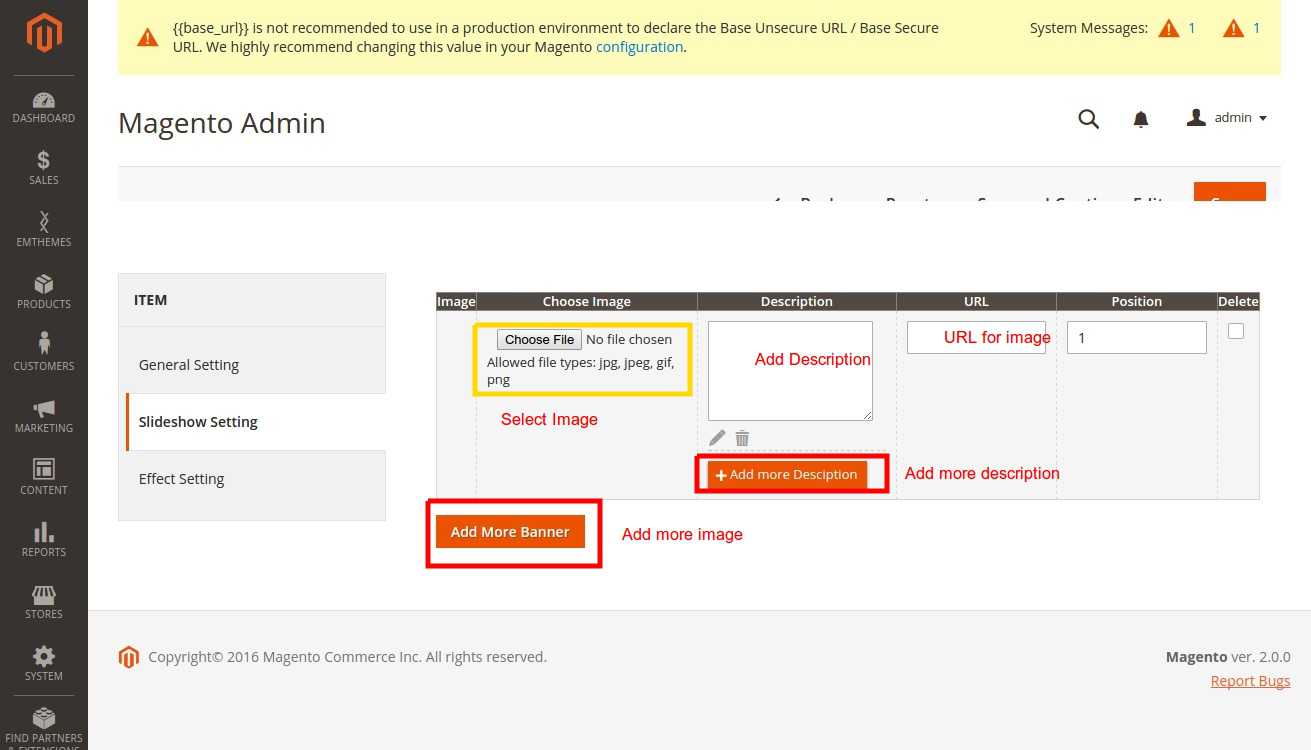 {{base_url}} is not recommended to use in a production environment to declare the Base Unsecure URL / Base Secure
URL. We highly recommend changing this value in your Magento configuration.
System Messages: 1 1
Magento Admin
admin
DASHBOARD
SALES
EMTHEMES
PRODUCTS
CUSTOMERS
MARKETING
CONTENT
REPORTS
STORES
SYSTEM
FIND PARTNERS
& EXTENSIONS
ITEM
General Setting
Slideshow Setting
Effect Setting
Image Choose Image Description URL Position Delete
Choose File No file chosen
Allowed file types: jpg, jpeg, gif,
png
Select Image
Add Description
URL for image
1
+ Add more Desciption
Add more description
Add More Banner
Add more image
Copyright© 2016 Magento Commerce Inc. All rights reserved.
Magento ver. 2.0.0
Report Bugs